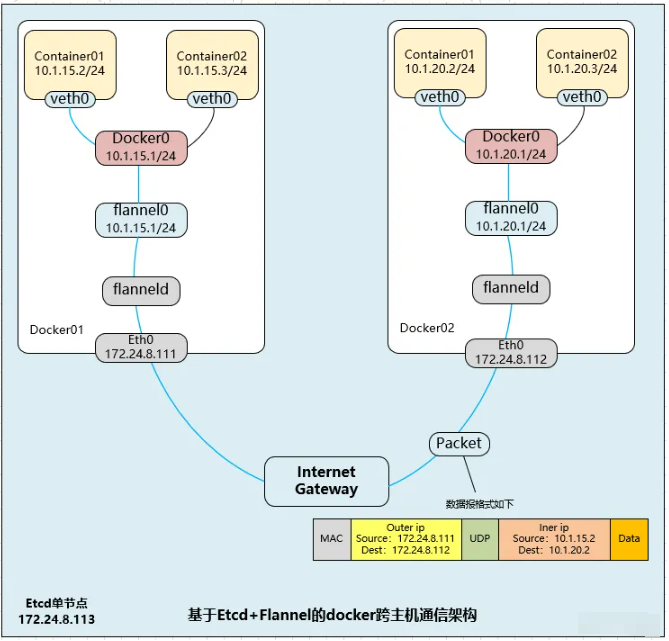 Container01
10.1.15.2/24
veth0
Container02
10.1.15.3/24
veth0
Docker0
10.1.15.1/24
flannel0
10.1.15.1/24
flanneld
Docker01
Eth0
172.24.8.111
Container01
10.1.20.2/24
veth0
Container02
10.1.20.3/24
veth0
Docker0
10.1.20.1/24
flannel0
10.1.20.1/24
flanneld
Docker02
Eth0
172.24.8.112
Packet
Internet
Gateway
数据报格式如下
MAC
Outer ip
Source: 172.24.8.111
Dest: 172.24.8.112
UDP
Iner ip
Source: 10.1.15.2
Dest: 10.1.20.2
Data
Etcd单节点
172.24.8.113
基于Etcd+Flannel的docker跨主机通信架构